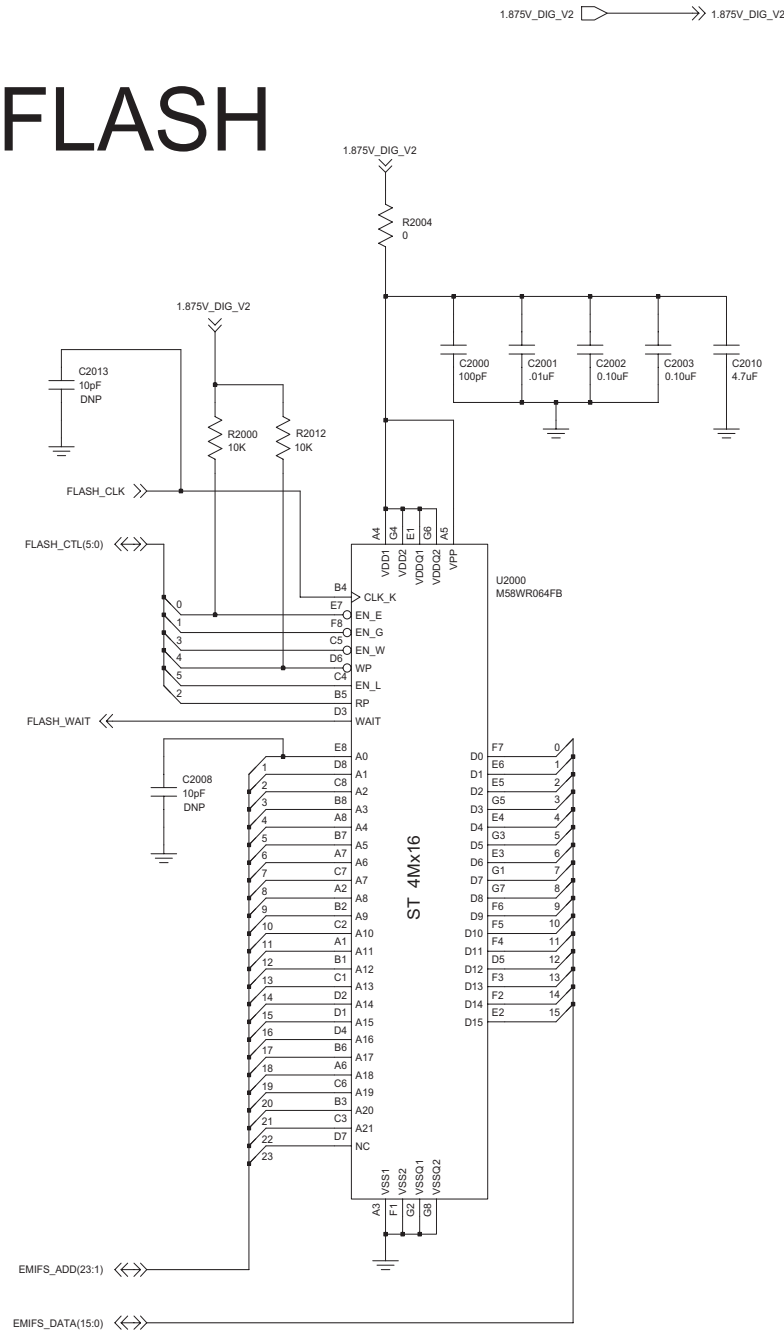 1.875V_DIG_V2 1.875V_DIG_V2
FLASH
1.875V_DIG_V2
R2004
0
1.875V_DIG_V2
C2013
10pF
DNP
C2000
100pF
C2001
.01uF
C2002
0.10uF
C2003
0.10uF
C2010
4.7uF
R2000
10K
R2012
10K
FLASH_CLK
FLASH_CTL(5:0)
A4 G4 E1 G6 A5
VDD1 VDD2 VDDQ1 VDDQ2 VPP
U2000
M58WR064FB
B4 CLK_K
0 E7 EN_E
1 F8 EN_G
3 C5 EN_W
4 D6 WP
5 C4 EN_L
2 B5 RP
FLASH_WAIT D3 WAIT
C2008
10pF
DNP
E8 A0
1 D8 A1
2 C8 A2
3 B8 A3
4 A8 A4
5 B7 A5
6 A7 A6
7 C7 A7
8 A2 A8
9 B2 A9
10 C2 A10
11 A1 A11
12 B1 A12
13 C1 A13
14 D2 A14
15 D1 A15
16 D4 A16
17 B6 A17
18 A6 A18
19 C6 A19
20 B3 A20
21 C3 A21
22 D7 NC
23
ST 4Mx16
D0 F7 0
D1 E6 1
D2 E5 2
D3 G5 3
D4 E4 4
D5 G3 5
D6 E3 6
D7 G1 7
D8 G7 8
D9 F6 9
D10 F5 10
D11 F4 11
D12 D5 12
D13 F3 13
D14 F2 14
D15 E2 15
VSS1 VSS2 VSSQ1 VSSQ2
A3 F1 G2 G8
EMIFS_ADD(23:1)
EMIFS_DATA(15:0)